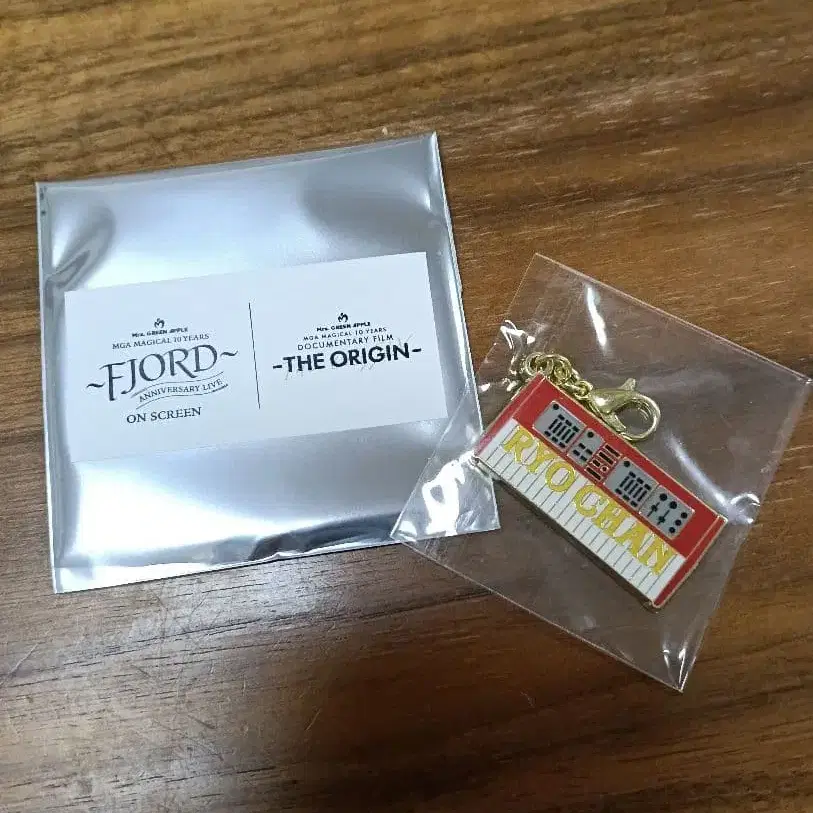 Mrs. GREEN APPLE
MGA MAGICAL 10 YEARS
~FJORD~
ANNIVERSARY LIVE
ON SCREEN
Mrs. GREEN APPLE
MGA MAGICAL 10 YEARS
DOCUMENTARY FILM
-THE ORIGIN-
RYO CHAN